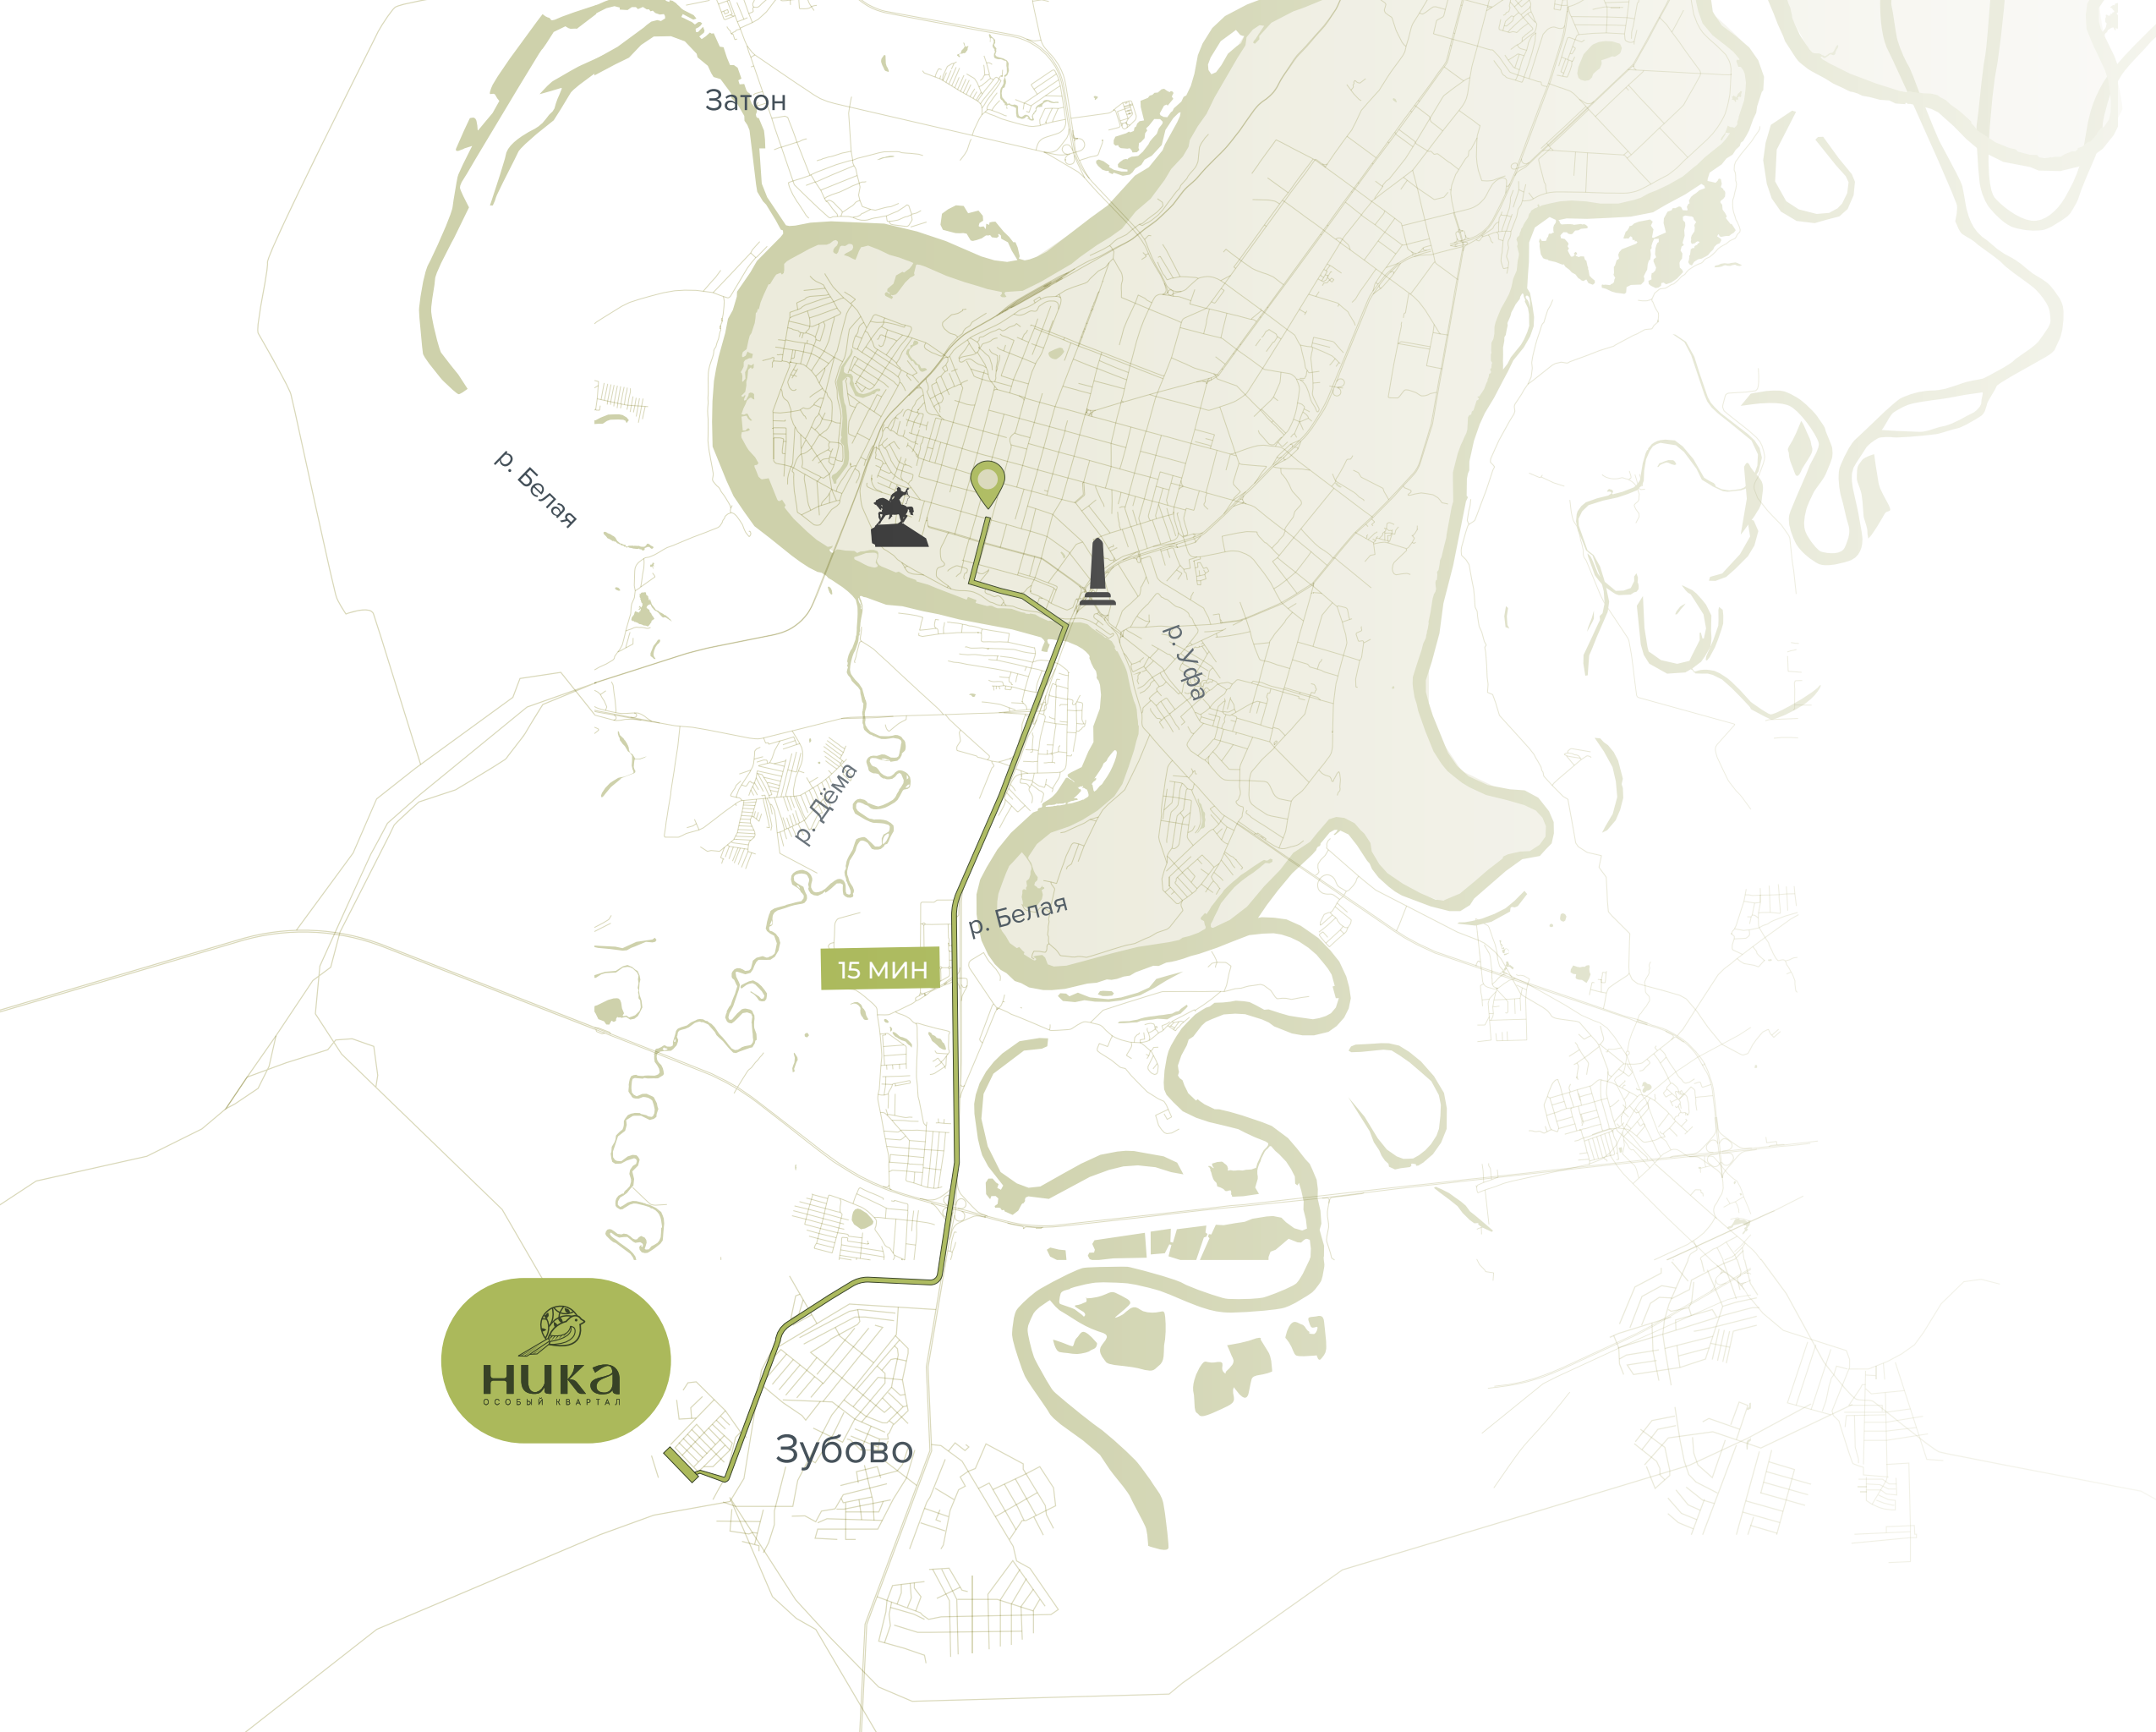 Затон
р. Белая
р. Уфа
р. Дёма
р. Белая
15 МИН
ника
ОСОБЫЙ КВАРТАЛ
Зубово